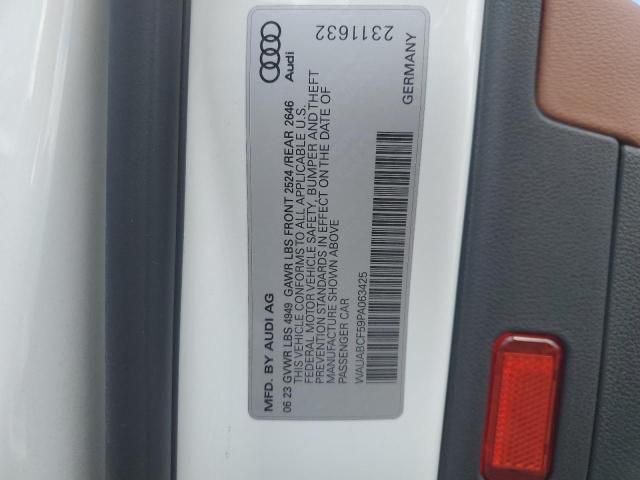 MFD. BY AUDI AG
Audi
06 23 GVWR LBS 4949 GAWR LBS FRONT 2524 /REAR 2646
THIS VEHICLE CONFORMS TO ALL APPLICABLE U.S.
FEDERAL MOTOR VEHICLE SAFETY, BUMPER AND THEFT
PREVENTION STANDARDS IN EFFECT ON THE DATE OF
MANUFACTURE SHOWN ABOVE
PASSENGER CAR
WAUABCF59PA063425
GERMANY
2311632